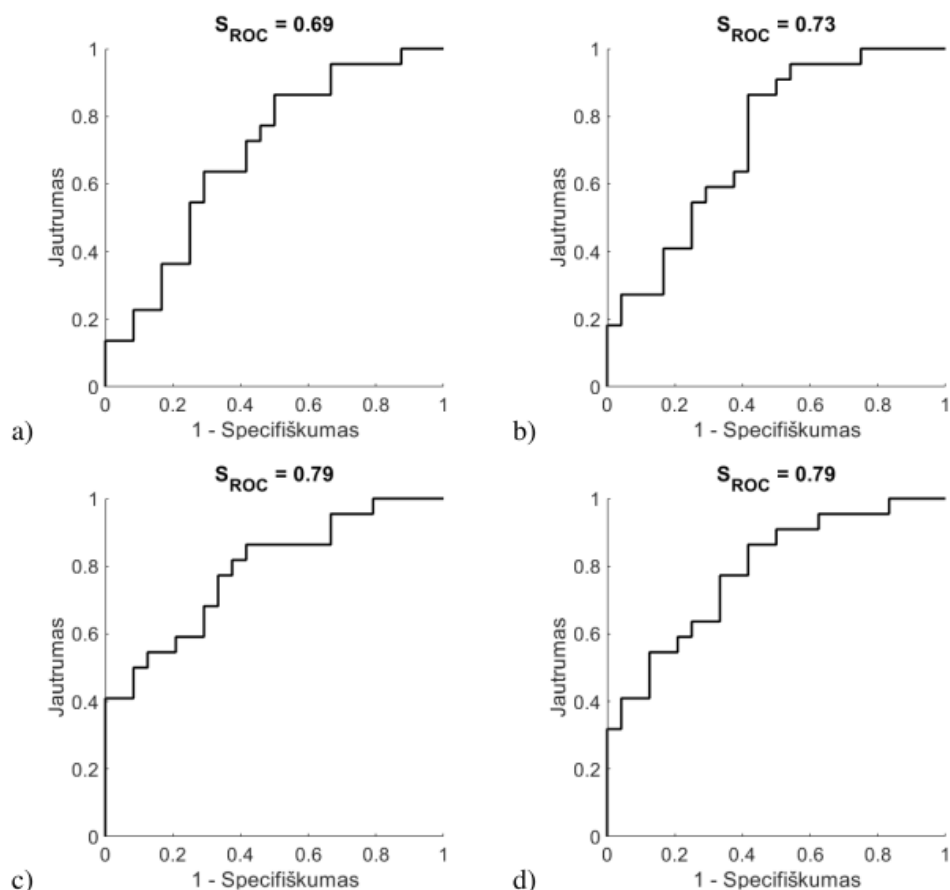 S_ROC = 0.69
1
0.8
0.6
0.4
0.2
0
Jautrumas
0.2 0.4 0.6 0.8 1
0
1 - Specifiškumas
a)
S_ROC = 0.73
1
0.8
0.6
0.4
0.2
0
Jautrumas
0 0.2 0.4 0.6 0.8 1
1 - Specifiškumas
b)
S_ROC = 0.79
1
0.8
0.6
0.4
0.2
0
Jautrumas
0 0.2 0.4 0.6 0.8 1
1 - Specifiškumas
c)
S_ROC = 0.79
1
0.8
0.6
0.4
0.2
0
Jautrumas
0 0.2 0.4 0.6 0.8 1
1 - Specifiškumas
d)